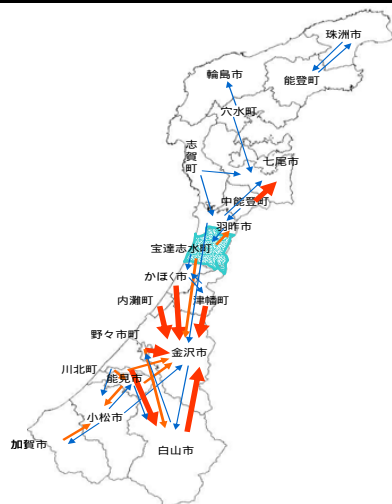 珠洲市
輪島市
能登町
穴水町
志賀町
七尾市
中能登町
羽咋市
宝達志水町
かほく市
内灘町
津幡町
野々市町
金沢市
川北町
能見市
小松市
加賀市
白山市